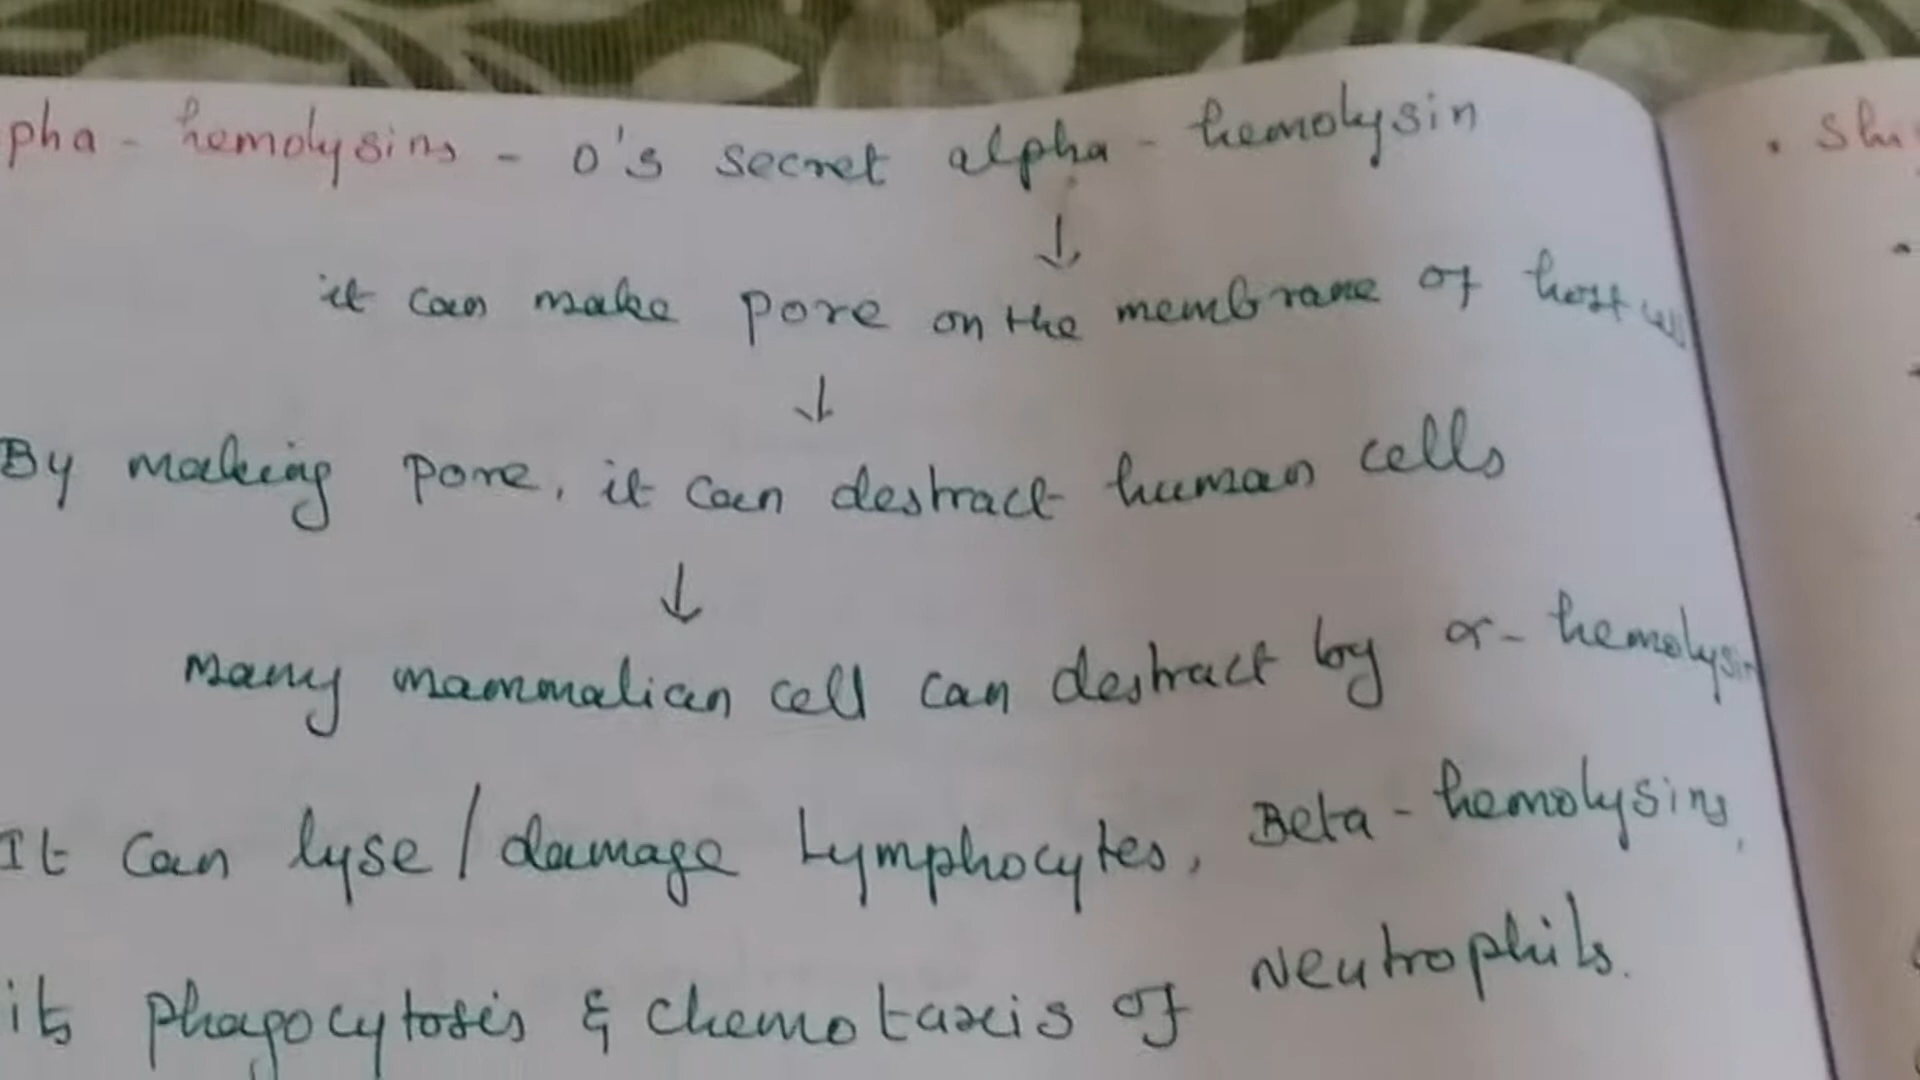 pha - hemolysins - O's secret alpha - hemolysin
↓
it can make pore on the membrane of host cell
↓
By making pore, it can destract human cells
↓
Many mammalian cell can destract by α- hemolysin
It can lyse / damage Lymphocytes, Beta - hemolysins,
its phagocytosis & chemotaxis of Neutrophils.
. Shi